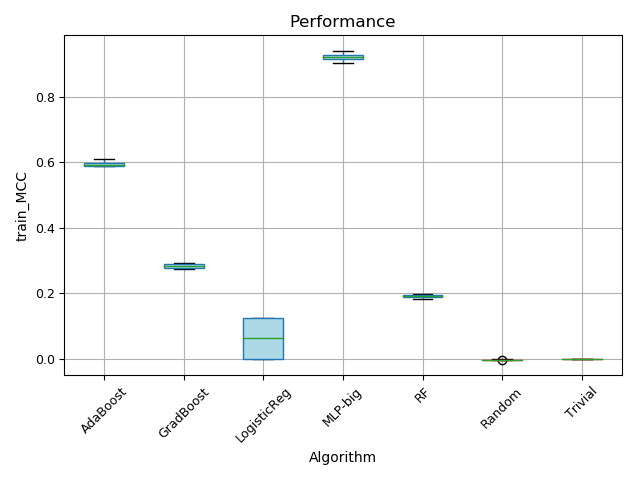 Performance
train_MCC
0.8
0.6
0.4
0.2
0.0
AdaBoost
GradBoost
LogisticReg
MLP-big
RF
Random
Trivial
Algorithm